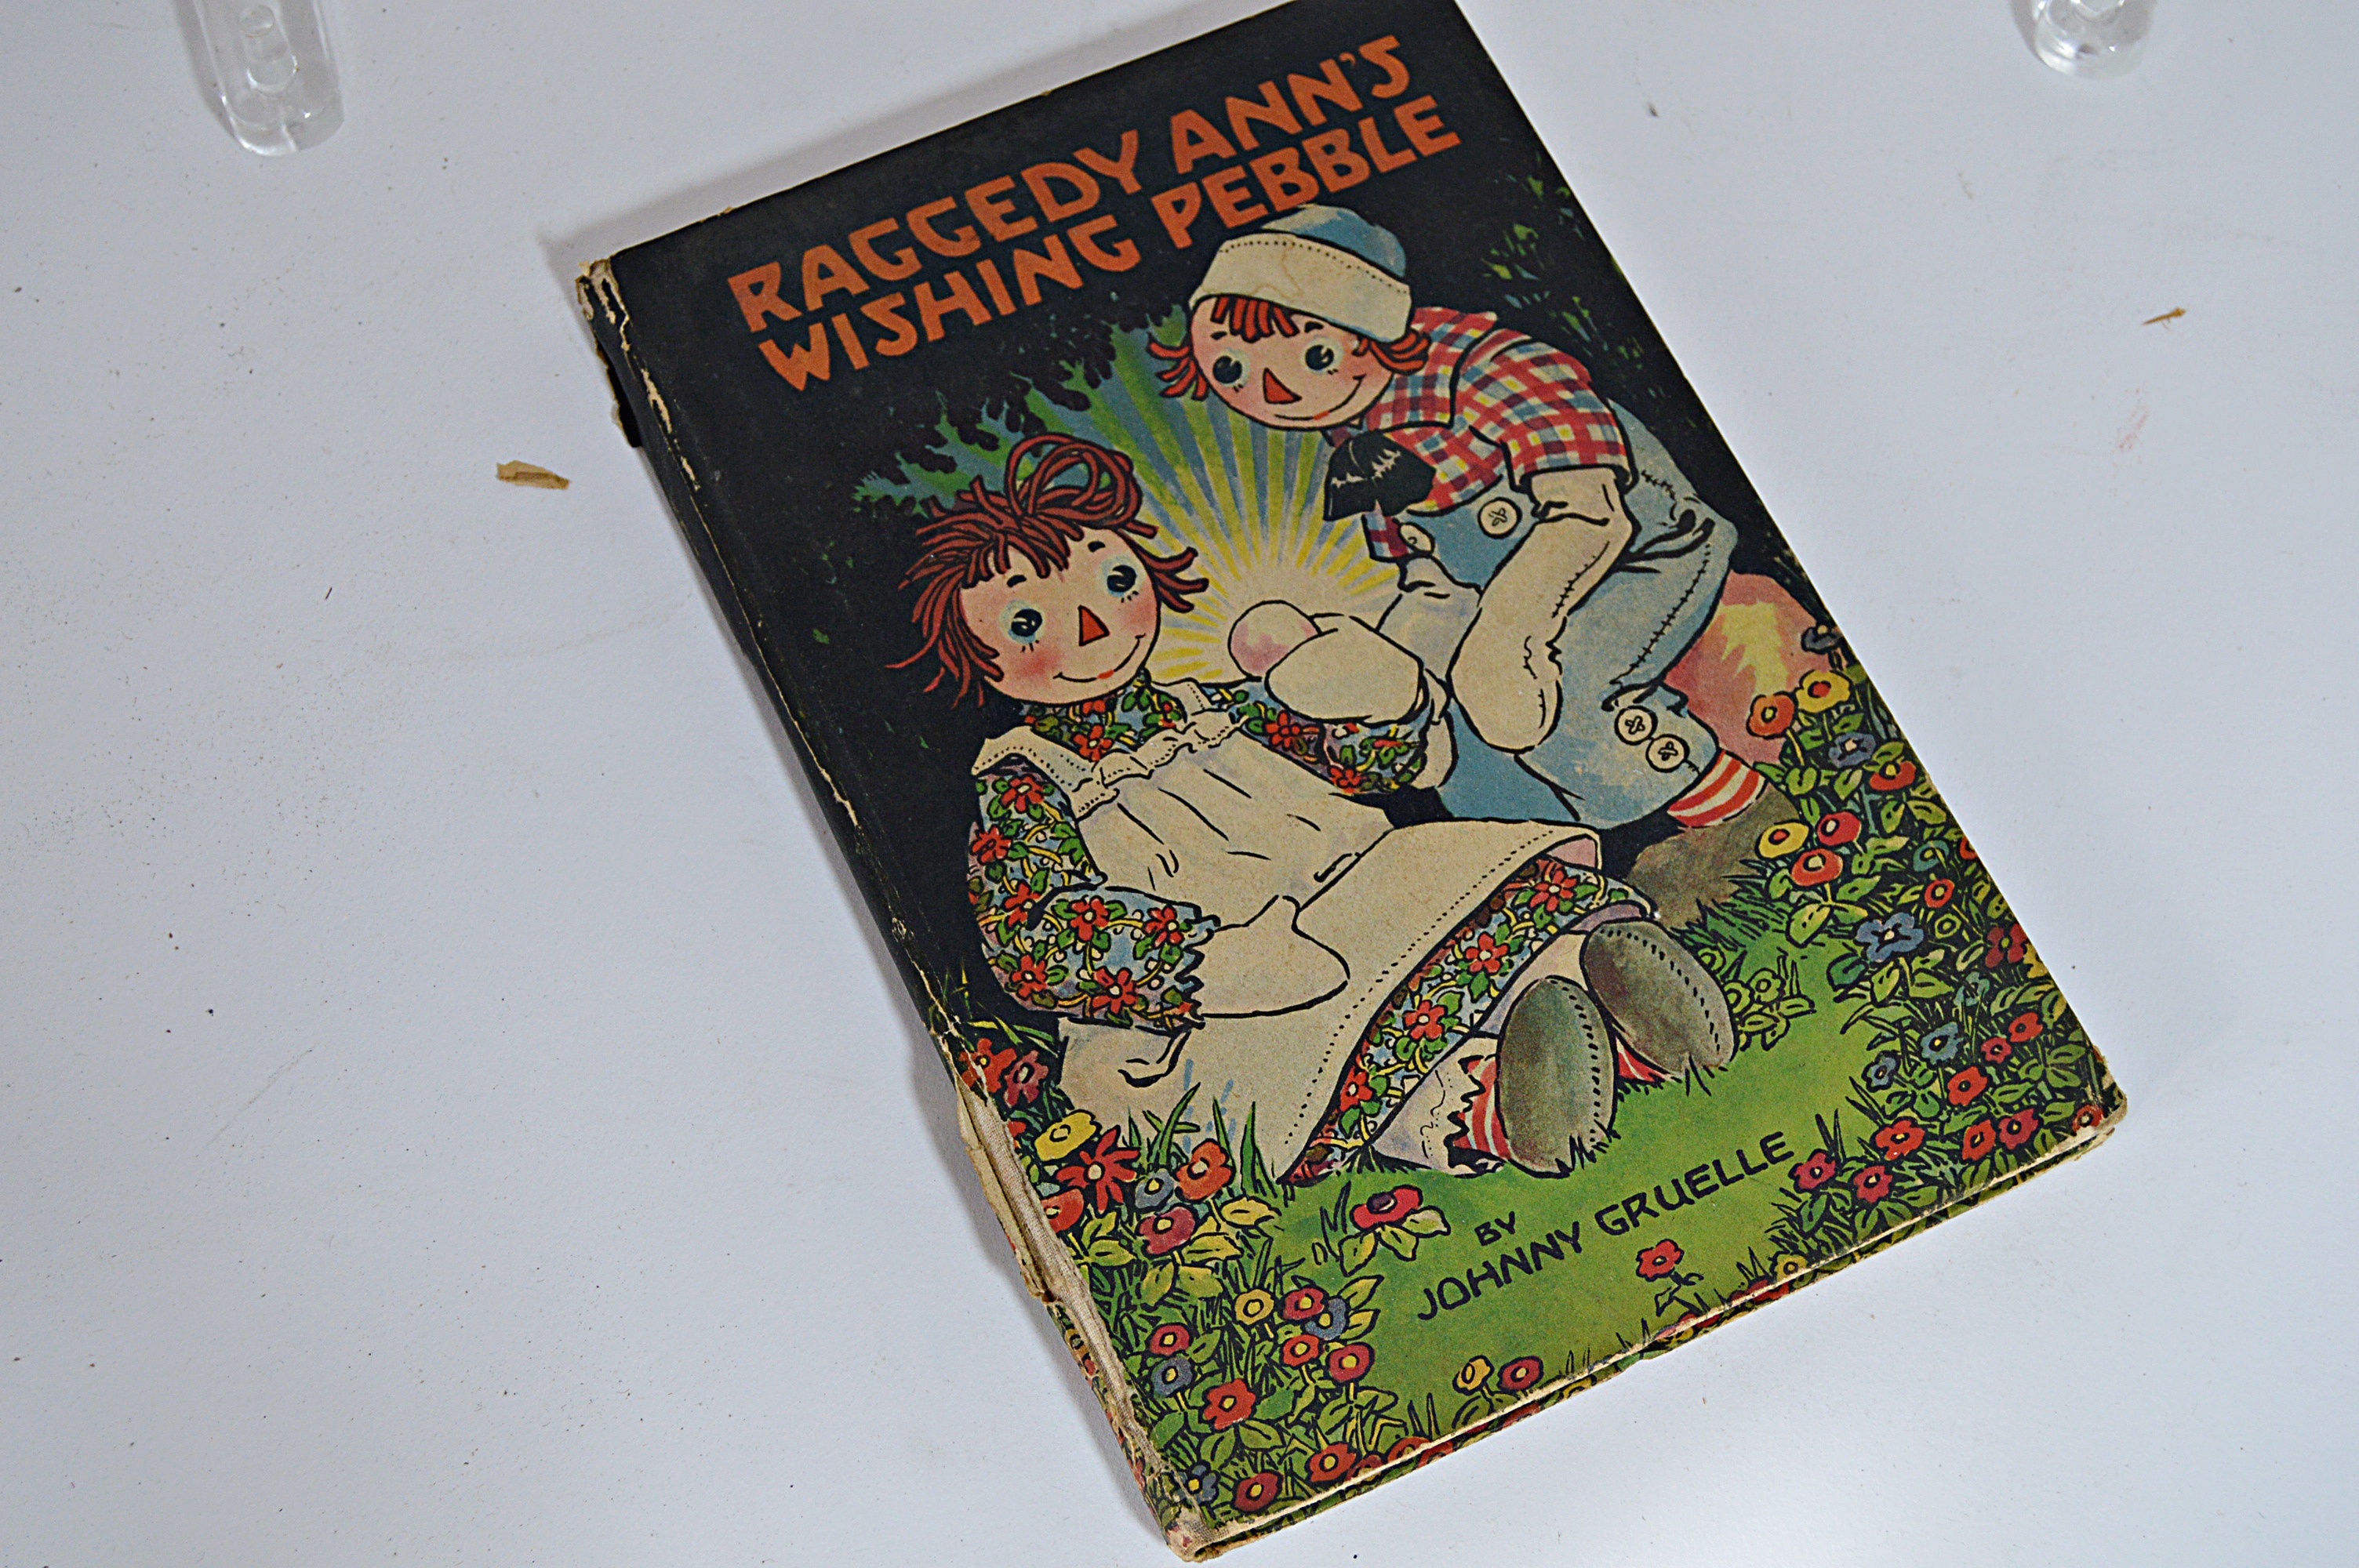 RAGGEDY ANN'S
WISHING PEBBLE
BY
JOHNNY GRUELLE